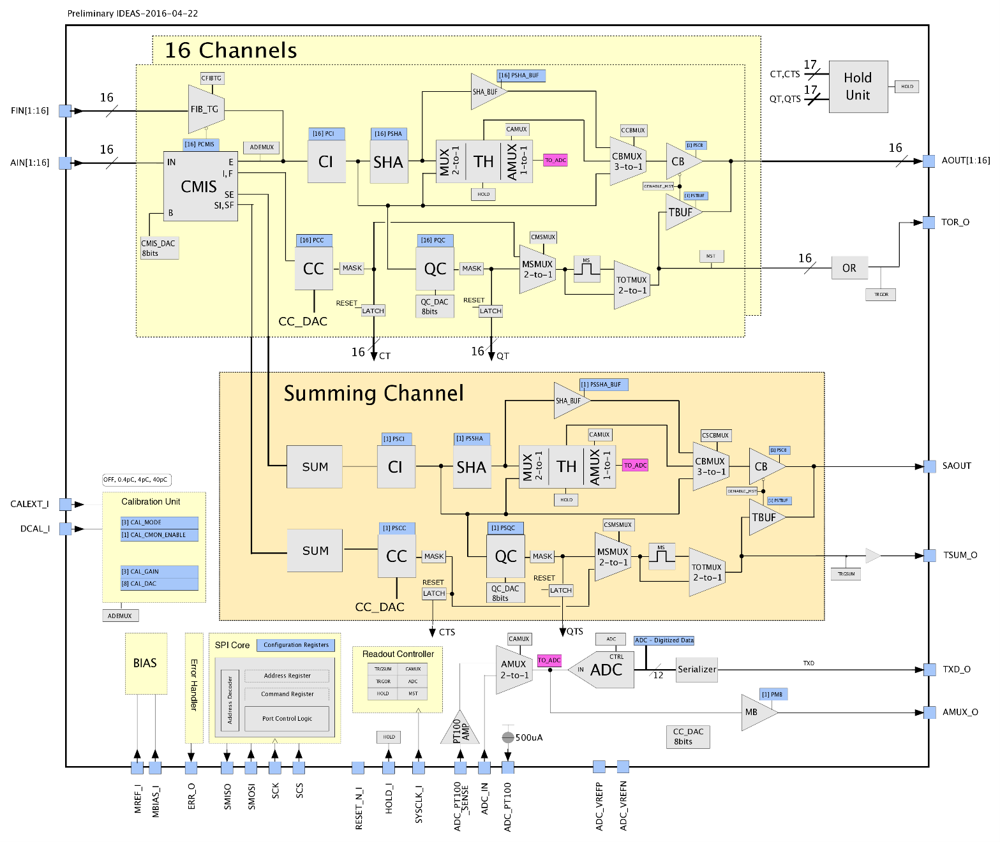 Preliminary IDEAS-2016-04-22
16 Channels
CFIBTG
FIB_TG
FIN[1:16]
16
AIN[1:16]
16
[16] PCMIS
IN
E
I,F
CMIS
SE
SI,SF
B
CMIS_DAC
8bits
ADEMUX
[16] PCI
CI
[16] PSHA
SHA
[16] PSHA_BUF
SHA_BUF
MUX
2-to-1
TH
AMUX
1-to-1
CAMUX
TO_ADC
HOLD
CCBMUX
CBMUX
3-to-1
[1] PSCB
CB
GENABLE_MST
[1] PSTBUF
TBUF
CT,CTS
17
QT,QTS
17
Hold
Unit
HOLD
16
AOUT[1:16]
TOR_O
[16] PCC
CC
MASK
CC_DAC
RESET
LATCH
[16] PQC
QC
MASK
QC_DAC
8bits
RESET
LATCH
CMSMUX
MSMUX
2-to-1
MS
TOTMUX
2-to-1
MST
16
OR
TRGOR
16
CT
16
QT
Summing Channel
[1] PSSHA_BUF
SHA_BUF
SUM
[1] PSCI
CI
[1] PSSHA
SHA
MUX
2-to-1
TH
AMUX
1-to-1
CAMUX
TO_ADC
HOLD
CSCBMUX
CBMUX
3-to-1
[1] PSCB
CB
GENABLE_MST
[1] PSTBUF
TBUF
SAOUT
SUM
[1] PSCC
CC
MASK
CC_DAC
RESET
LATCH
[1] PSQC
QC
MASK
QC_DAC
8bits
RESET
LATCH
CSMSMUX
MSMUX
2-to-1
MS
TOTMUX
2-to-1
TRGSUM
TSUM_O
CTS
QTS
OFF, 0.4pC, 4pC, 40pC
CALEXT_I
DCAL_I
Calibration Unit
[3] CAL_MODE
[1] CAL_CMON_ENABLE
[3] CAL_GAIN
[8] CAL_DAC
ADEMUX
BIAS
Error Handler
SPI Core
Configuration Registers
Address Decoder
Address Register
Command Register
Port Control Logic
Readout Controller
TRGSUM
CAMUX
TRGOR
ADC
HOLD
MST
HOLD
PT100
AMP
CAMUX
AMUX
2-to-1
TO_ADC
ADC
CTRL
IN
ADC
ADC - Digitized Data
12
Serializer
TXD
TXD_O
[1] PMB
MB
AMUX_O
500uA
CC_DAC
8bits
MREF_I
MBIAS_I
ERR_O
SMISO
SMOSI
SCK
SCS
RESET_N_I
HOLD_I
SYSCLK_I
ADC_PT100
_SENSE
ADC_IN
ADC_PT100
ADC_VREFP
ADC_VREFN